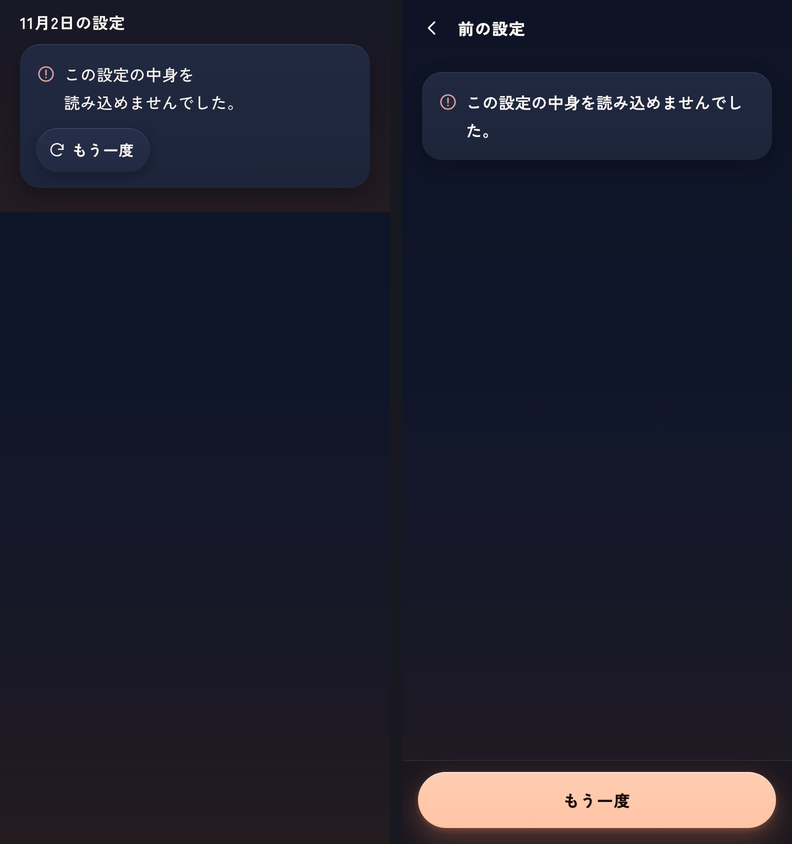 11月2日の設定
この設定の中身を
読み込めませんでした。
もう一度
前の設定
この設定の中身を読み込めませんでし
た。
もう一度